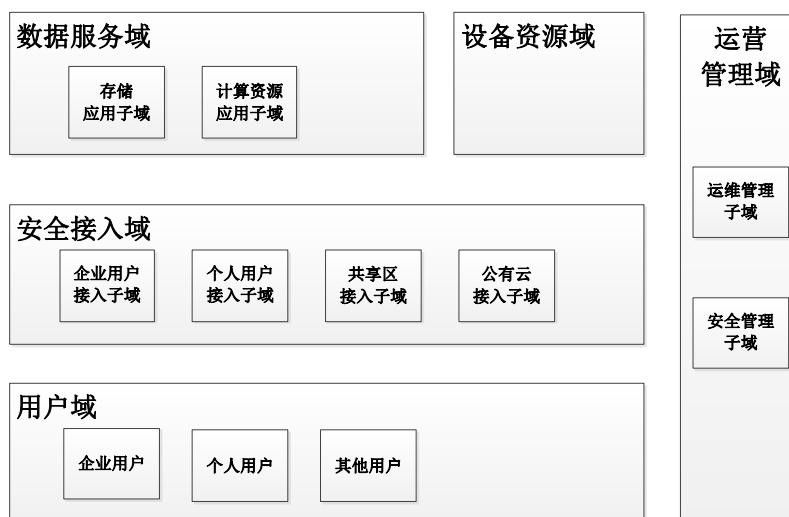 数据服务域
存储
应用子域
计算资源
应用子域
设备资源域
运营
管理域
运维管理
子域
安全管理
子域
安全接入域
企业用户
接入子域
个人用户
接入子域
共享区
接入子域
公有云
接入子域
用户域
企业用户
个人用户
其他用户